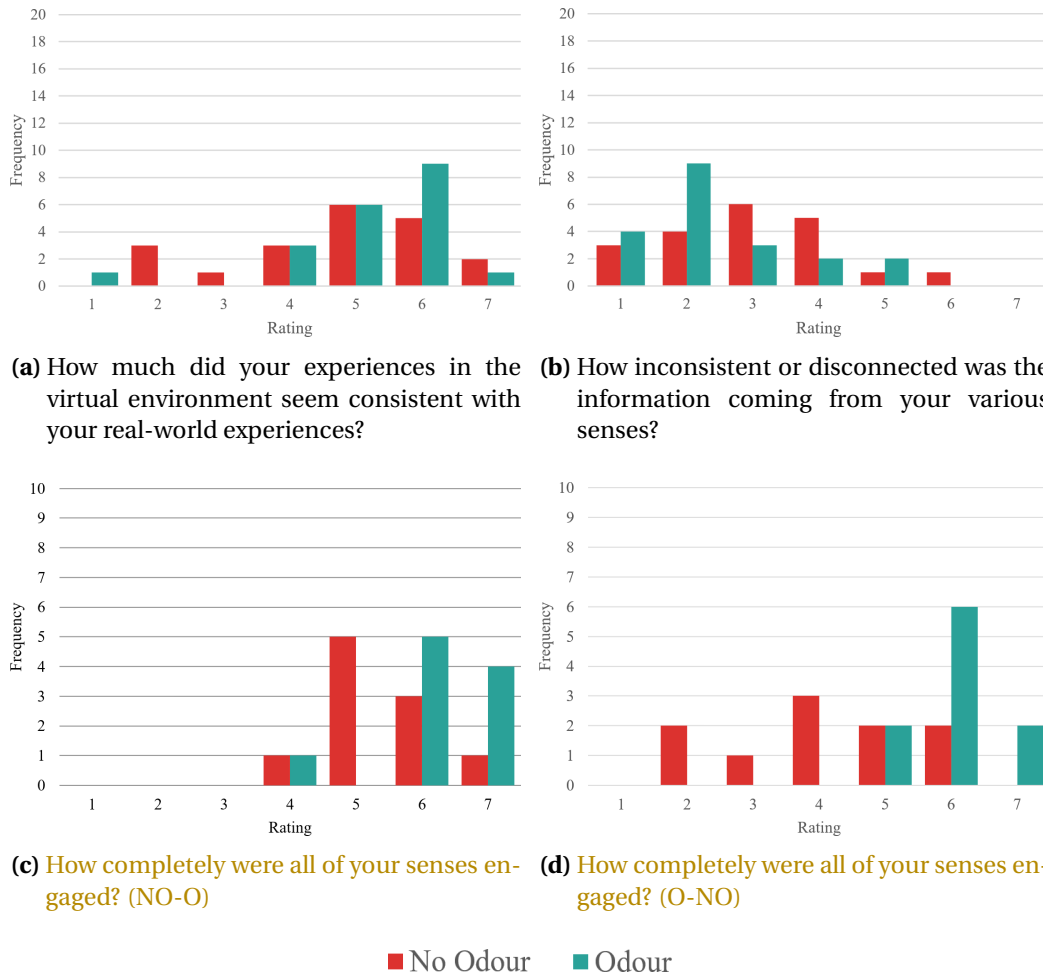 20
18
16
14
12
10
8
6
4
2
0
Frequency
1 2 3 4 5 6 7
Rating
(a) How much did your experiences in the
virtual environment seem consistent with
your real-world experiences?
20
18
16
14
12
10
8
6
4
2
0
Frequency
1 2 3 4 5 6 7
Rating
(b) How inconsistent or disconnected was the
information coming from your various
senses?
10
9
8
7
6
5
4
3
2
1
0
Frequency
1 2 3 4 5 6 7
Rating
(c) How completely were all of your senses en-
gaged? (NO-O)
10
9
8
7
6
5
4
3
2
1
0
Frequency
1 2 3 4 5 6 7
Rating
(d) How completely were all of your senses en-
gaged? (O-NO)
No Odour Odour